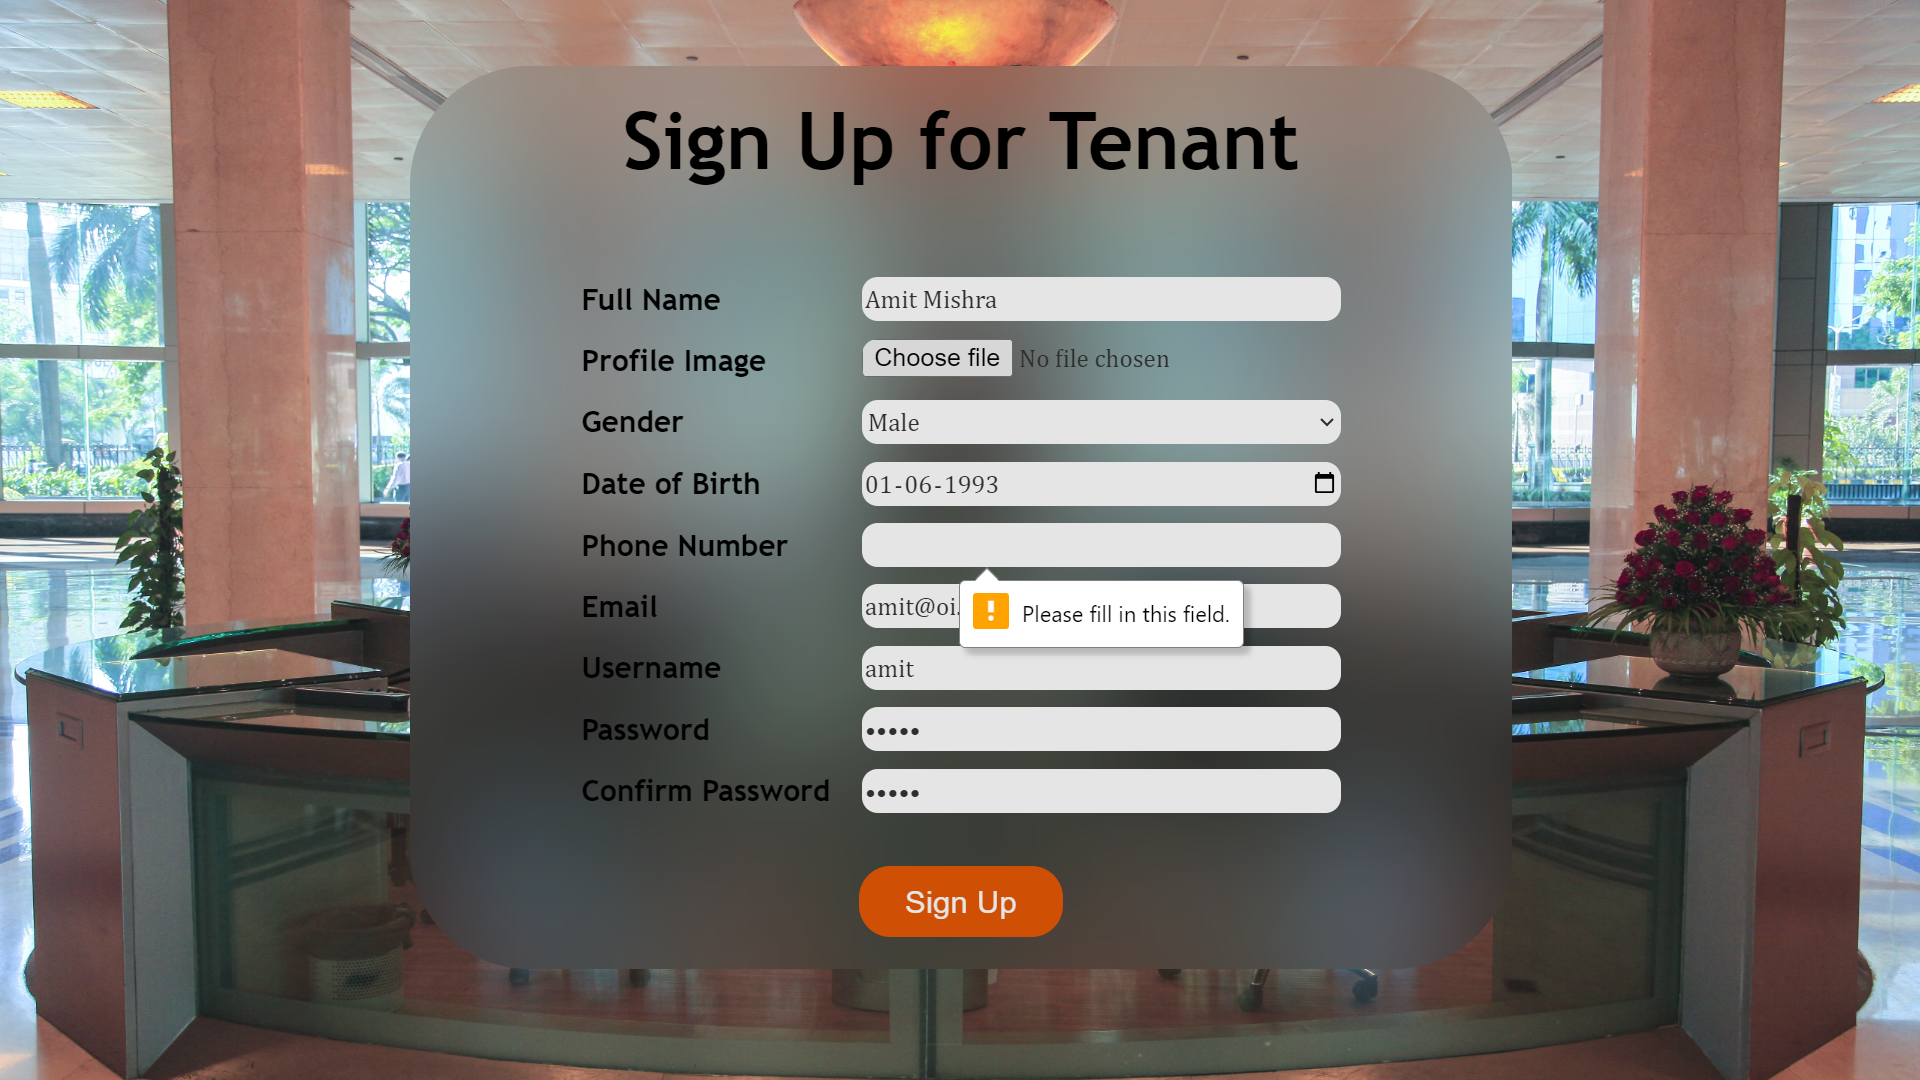 Sign Up for Tenant
Full Name Amit Mishra
Profile Image Choose file No file chosen
Gender Male
Date of Birth 01-06-1993
Phone Number
Please fill in this field.
Email amit@oi.
Username amit
Password •••••
Confirm Password •••••
Sign Up